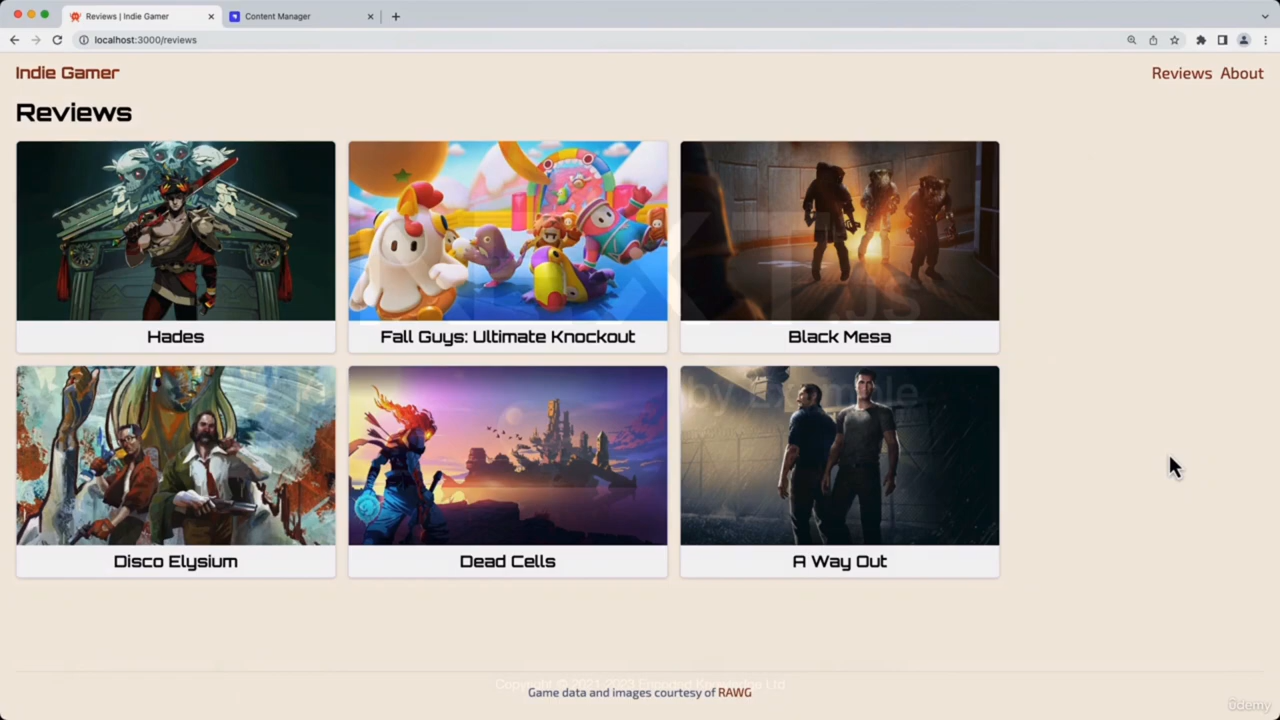 Reviews | Indie Gamer
Content Manager
localhost:3000/reviews
Indie Gamer
Reviews About
Reviews
Hades
Fall Guys: Ultimate Knockout
Black Mesa
Disco Elysium
Dead Cells
A Way Out
Game data and images courtesy of RAWG
ûdemy